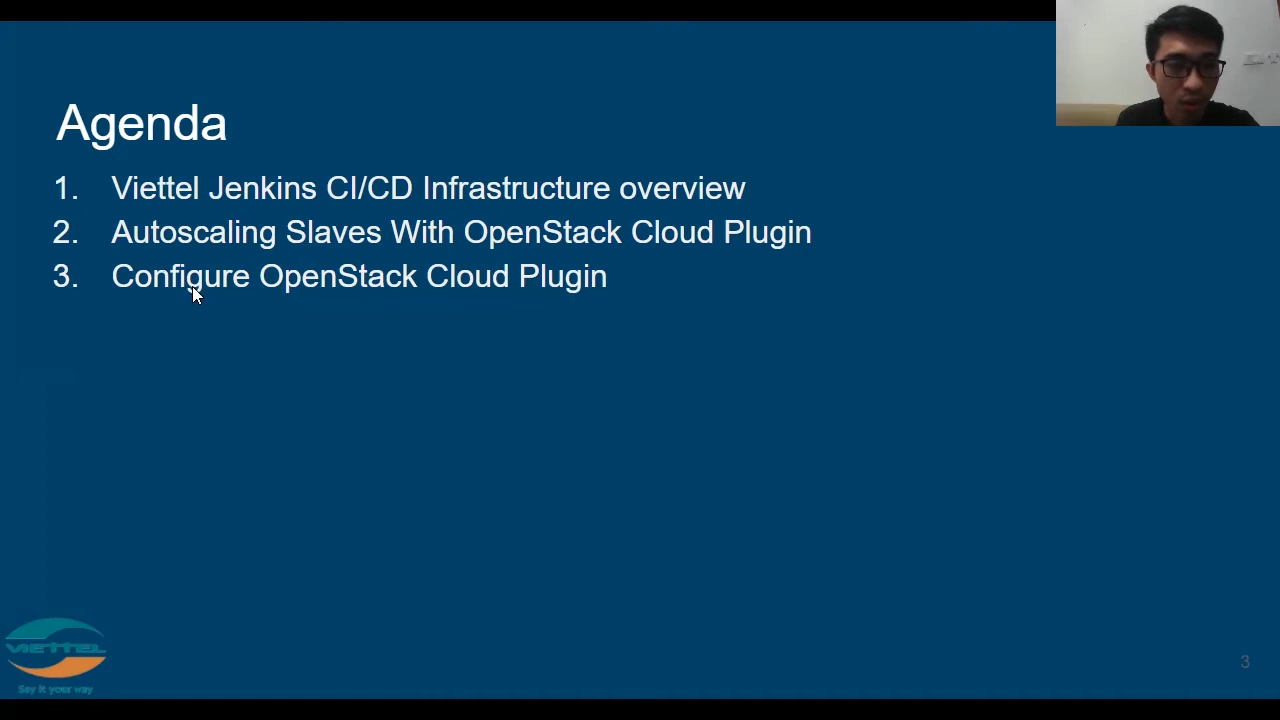 Agenda
1. Viettel Jenkins CI/CD Infrastructure overview
2. Autoscaling Slaves With OpenStack Cloud Plugin
3. Configure OpenStack Cloud Plugin
VIETTEL
Say it your way
3